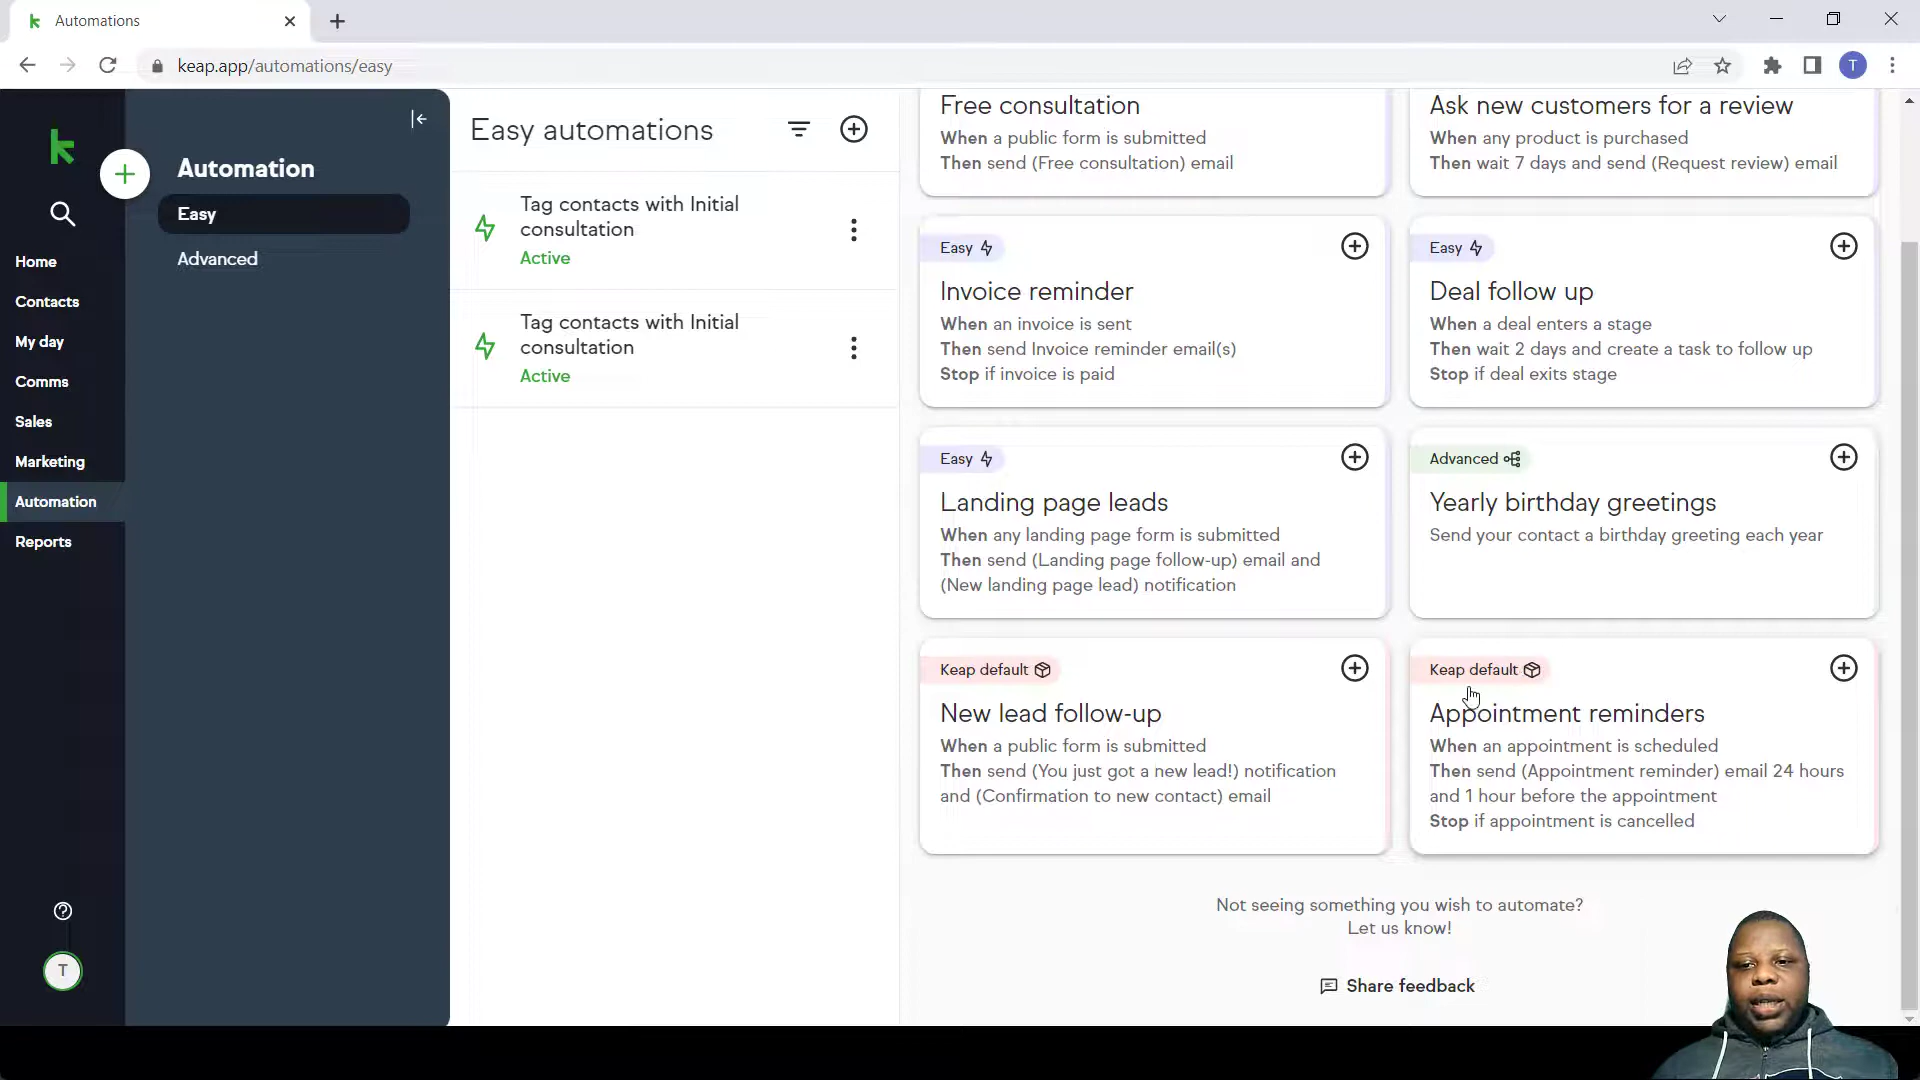 Automations
keap.app/automations/easy
T
Automation
Easy
Advanced
Home
Contacts
My day
Comms
Sales
Marketing
Automation
Reports
T
Easy automations
Tag contacts with Initial
consultation
Active
Tag contacts with Initial
consultation
Active
Free consultation
When a public form is submitted
Then send (Free consultation) email
Ask new customers for a review
When any product is purchased
Then wait 7 days and send (Request review) email
Easy
Invoice reminder
When an invoice is sent
Then send Invoice reminder email(s)
Stop if invoice is paid
Easy
Deal follow up
When a deal enters a stage
Then wait 2 days and create a task to follow up
Stop if deal exits stage
Easy
Landing page leads
When any landing page form is submitted
Then send (Landing page follow-up) email and
(New landing page lead) notification
Advanced
Yearly birthday greetings
Send your contact a birthday greeting each year
Keap default
New lead follow-up
When a public form is submitted
Then send (You just got a new lead!) notification
and (Confirmation to new contact) email
Keap default
Appointment reminders
When an appointment is scheduled
Then send (Appointment reminder) email 24 hours
and 1 hour before the appointment
Stop if appointment is cancelled
Not seeing something you wish to automate?
Let us know!
Share feedback